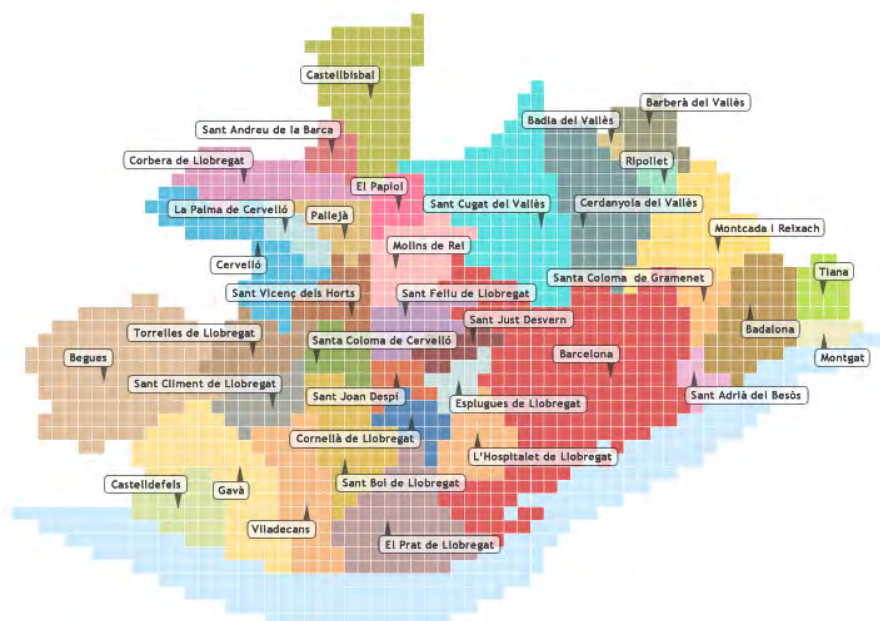 Castellbisbal
Barberà del Vallès
Badia del Vallès
Sant Andreu de la Barca
Corbera de Llobregat
Ripollet
El Papiol
La Palma de Cervelló
Pallejà
Sant Cugat del Vallès
Cerdanyola del Vallès
Montcada i Reixach
Molins de Rei
Cervelló
Santa Coloma de Gramenet
Tiana
Sant Vicenç dels Horts
Sant Feliu de Llobregat
Sant Just Desvern
Torrelles de Llobregat
Santa Coloma de Cervelló
Badalona
Begues
Barcelona
Montgat
Sant Climent de Llobregat
Sant Joan Despí
Esplugues de Llobregat
Sant Adrià del Besòs
Cornellà de Llobregat
L'Hospitalet de Llobregat
Castelldefels
Gavà
Sant Boi de Llobregat
Viladecans
El Prat de Llobregat